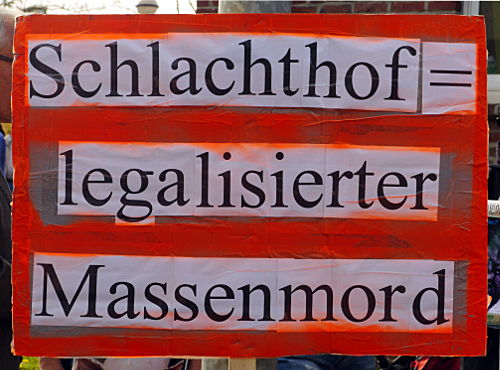 Schlachthof =
legalisierter
Massenmord